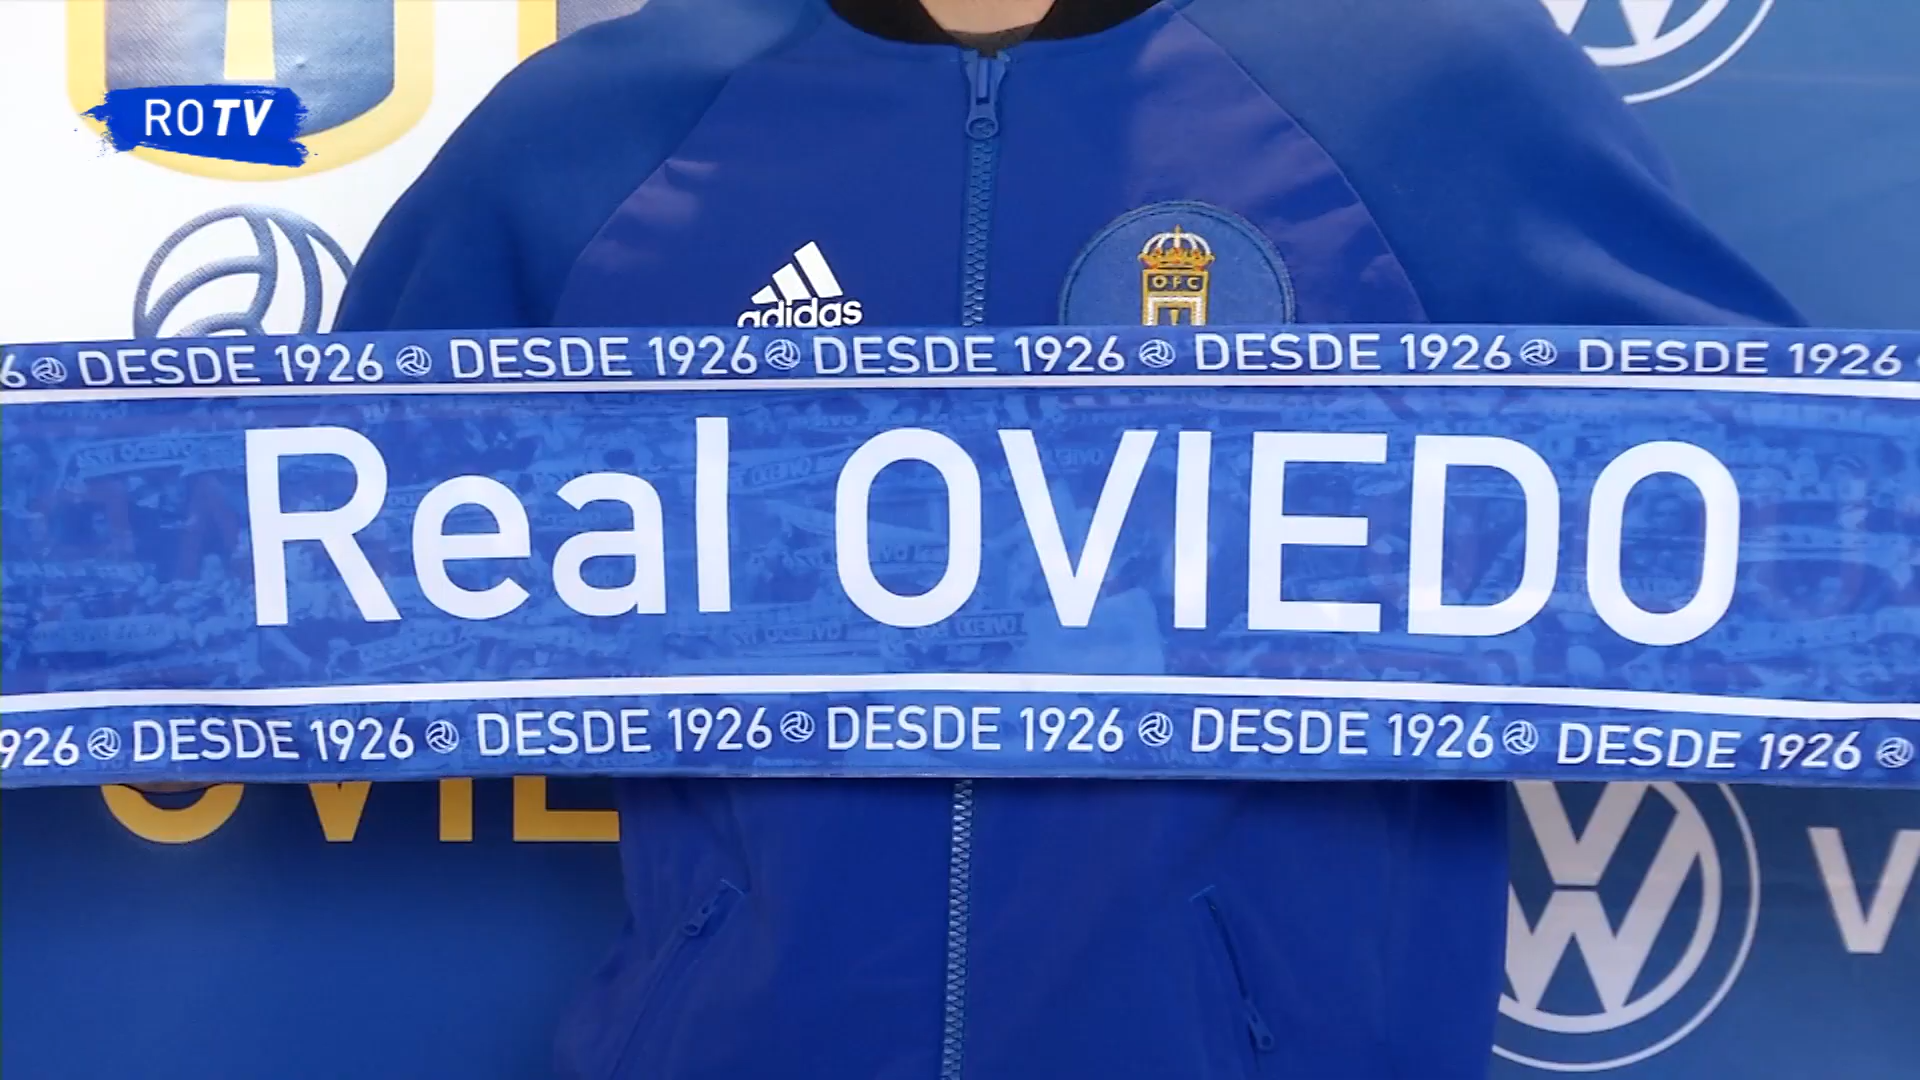 ROTV
OFC
adidas
6 DESDE 1926 DESDE 1926 DESDE 1926 DESDE 1926 DESDE 1926
Real OVIEDO
926 DESDE 1926 DESDE 1926 DESDE 1926 DESDE 1926 DESDE 1926
OVIE
V